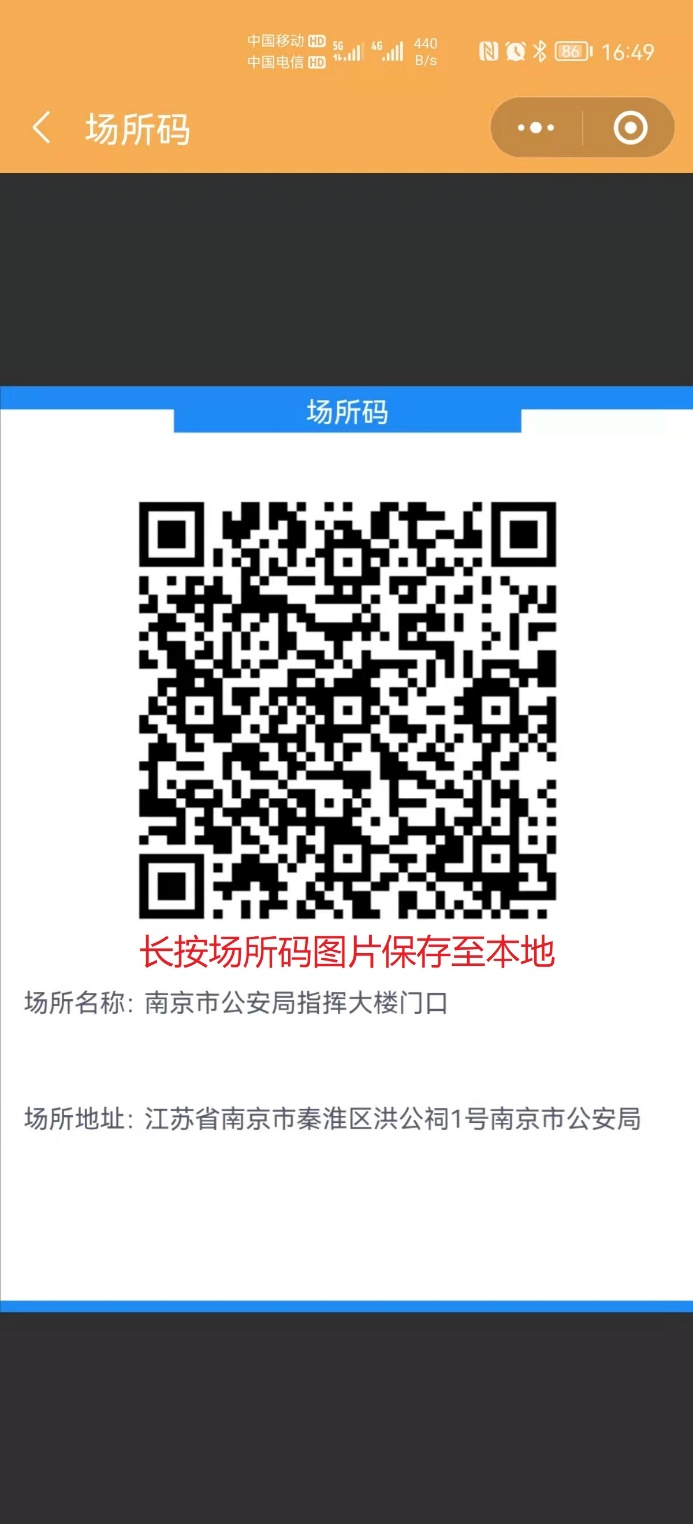 中国移动 HD 5G 4G 440 86 16:49
中国电信 HD B/s
场所码
场所码
长按场所码图片保存至本地
场所名称: 南京市公安局指挥大楼门口
场所地址: 江苏省南京市秦淮区洪公祠1号南京市公安局